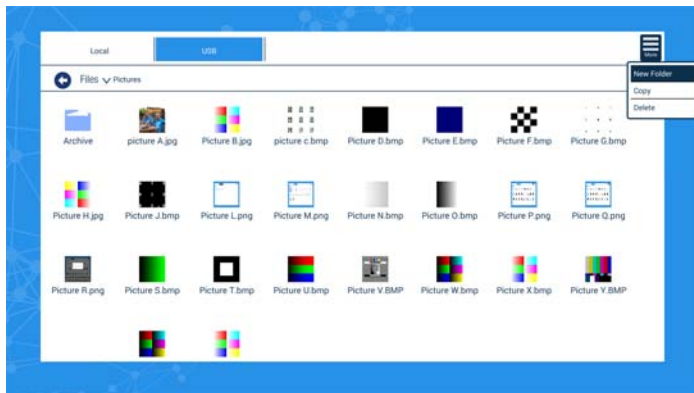 Local USB
More
Files Pictures
New Folder
Copy
Delete
Archive picture A.jpg Picture B.jpg picture c.bmp Picture D.bmp Picture E.bmp Picture F.bmp Picture G.bmp
Picture H.jpg Picture J.bmp Picture L.png Picture M.png Picture N.bmp Picture O.bmp Picture P.png Picture Q.png
Picture R.png Picture S.bmp Picture T.bmp Picture U.bmp Picture V.BMP Picture W.bmp Picture X.bmp Picture Y.BMP